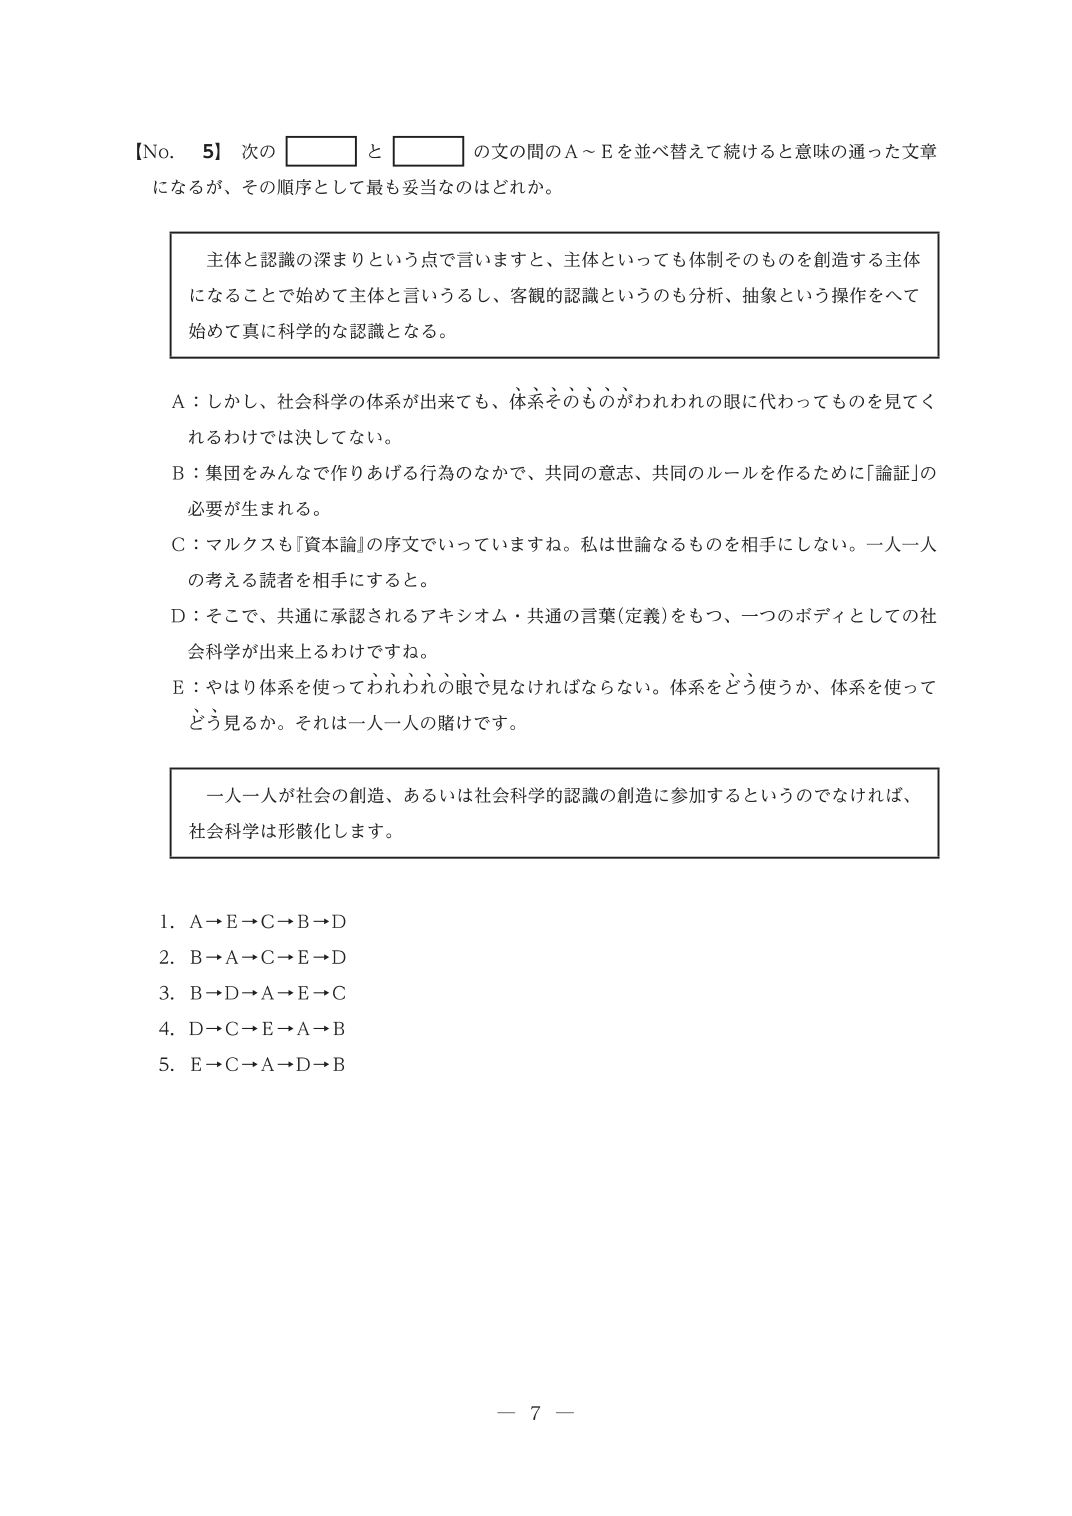 【No. 5】 次の　　　と　　　の文の間のA～Eを並べ替えて続けると意味の通った文章
になるが、その順序として最も妥当なのはどれか。
主体と認識の深まりという点で言いますと、主体といっても体制そのものを創造する主体
になることで始めて主体と言いうるし、客観的認識というのも分析、抽象という操作をへて
始めて真に科学的な認識となる。
A：しかし、社会科学の体系が出来ても、体系そのものがわれわれの眼に代わってものを見てく
れるわけでは決してない。
B：集団をみんなで作りあげる行為のなかで、共同の意志、共同のルールを作るために「論証」の
必要が生まれる。
C：マルクスも『資本論』の序文でいっていますね。私は世論なるものを相手にしない。一人一人
の考える読者を相手にすると。
D：そこで、共通に承認されるアキシオム・共通の言葉(定義)をもつ、一つのボディとしての社
会科学が出来上るわけですね。
E：やはり体系を使ってわれわれの眼で見なければならない。体系をどう使うか、体系を使って
どう見るか。それは一人一人の賭けです。
一人一人が社会の創造、あるいは社会科学的認識の創造に参加するというのでなければ、
社会科学は形骸化します。
1. A→E→C→B→D
2. B→A→C→E→D
3. B→D→A→E→C
4. D→C→E→A→B
5. E→C→A→D→B
— 7 —